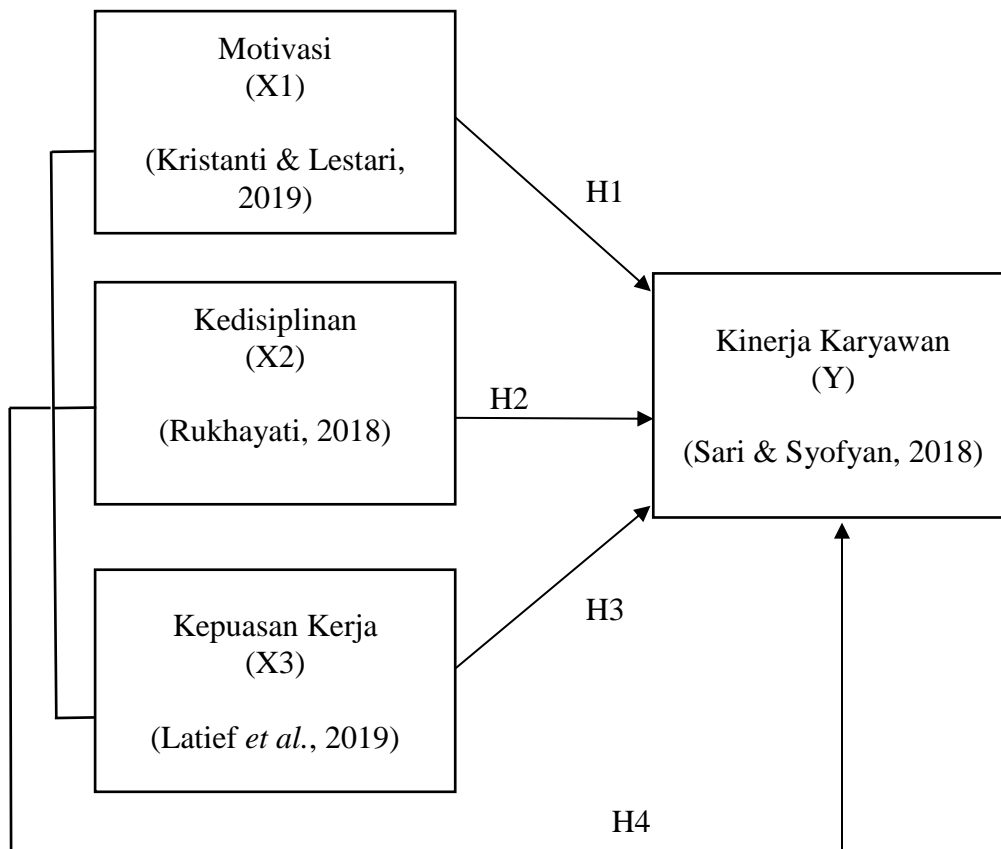 Motivasi
(X1)
(Kristanti & Lestari,
2019)
H1
Kedisiplinan
(X2)
(Rukhayati, 2018)
H2
Kinerja Karyawan
(Y)
(Sari & Syofyan, 2018)
Kepuasan Kerja
(X3)
(Latief et al., 2019)
H3
H4